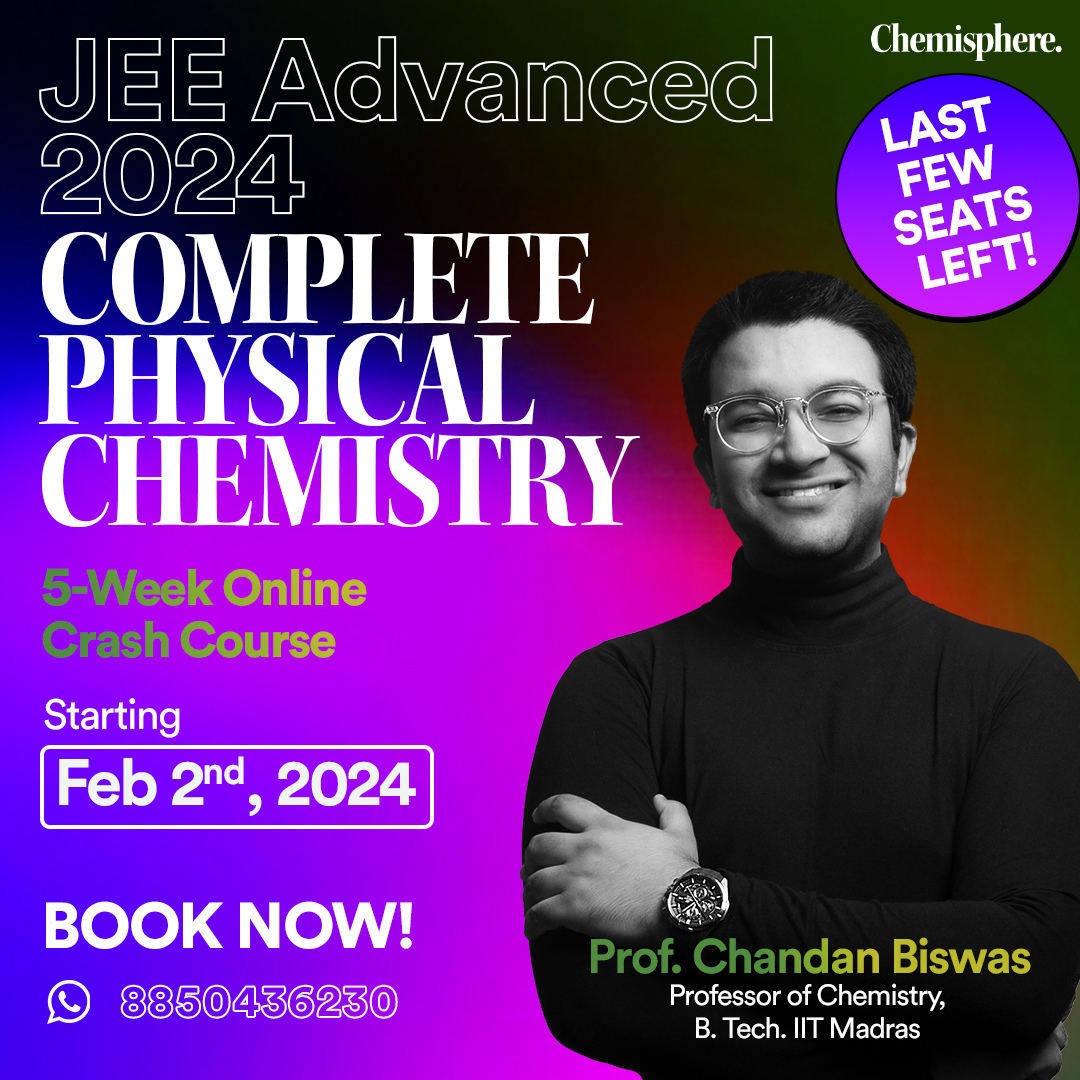 Chemisphere.
JEE Advanced
2024
LAST
FEW
SEATS
LEFT!
COMPLETE
PHYSICAL
CHEMISTRY
5-Week Online
Crash Course
Starting
Feb 2nd, 2024
BOOK NOW!
8850436230
Prof. Chandan Biswas
Professor of Chemistry,
B. Tech. IIT Madras